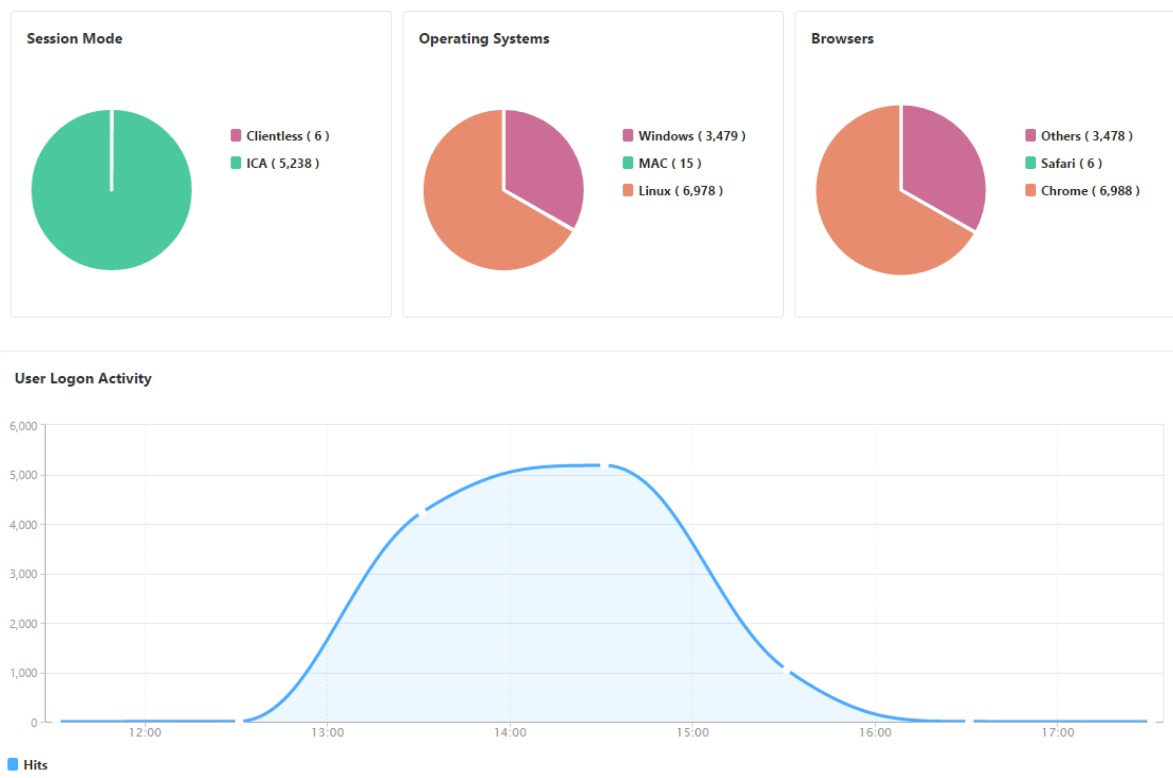 Session Mode
Clientless ( 6 )
ICA ( 5,238 )
Operating Systems
Windows ( 3,479 )
MAC ( 15 )
Linux ( 6,978 )
Browsers
Others ( 3,478 )
Safari ( 6 )
Chrome ( 6,988 )
User Logon Activity
6,000
5,000
4,000
3,000
2,000
1,000
0
12:00 13:00 14:00 15:00 16:00 17:00
Hits